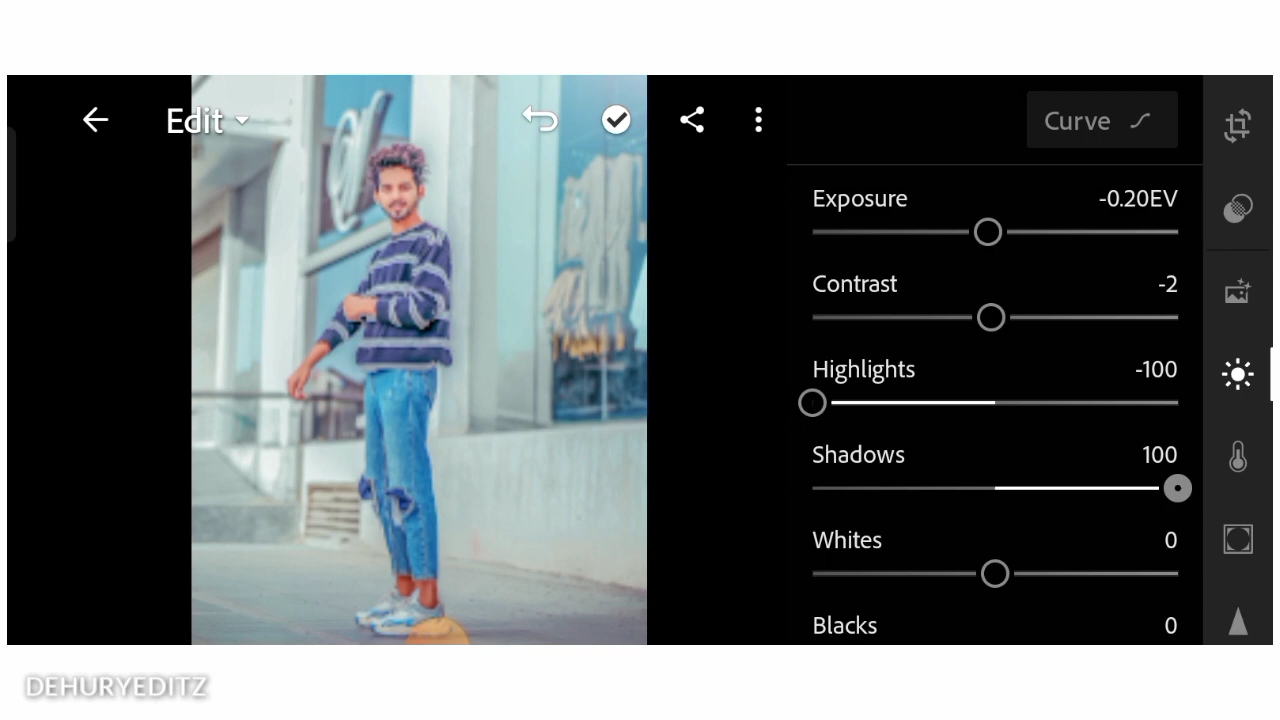 Edit
Curve
Exposure -0.20EV
Contrast -2
Highlights -100
Shadows 100
Whites 0
Blacks 0
DEHURYEDITZ